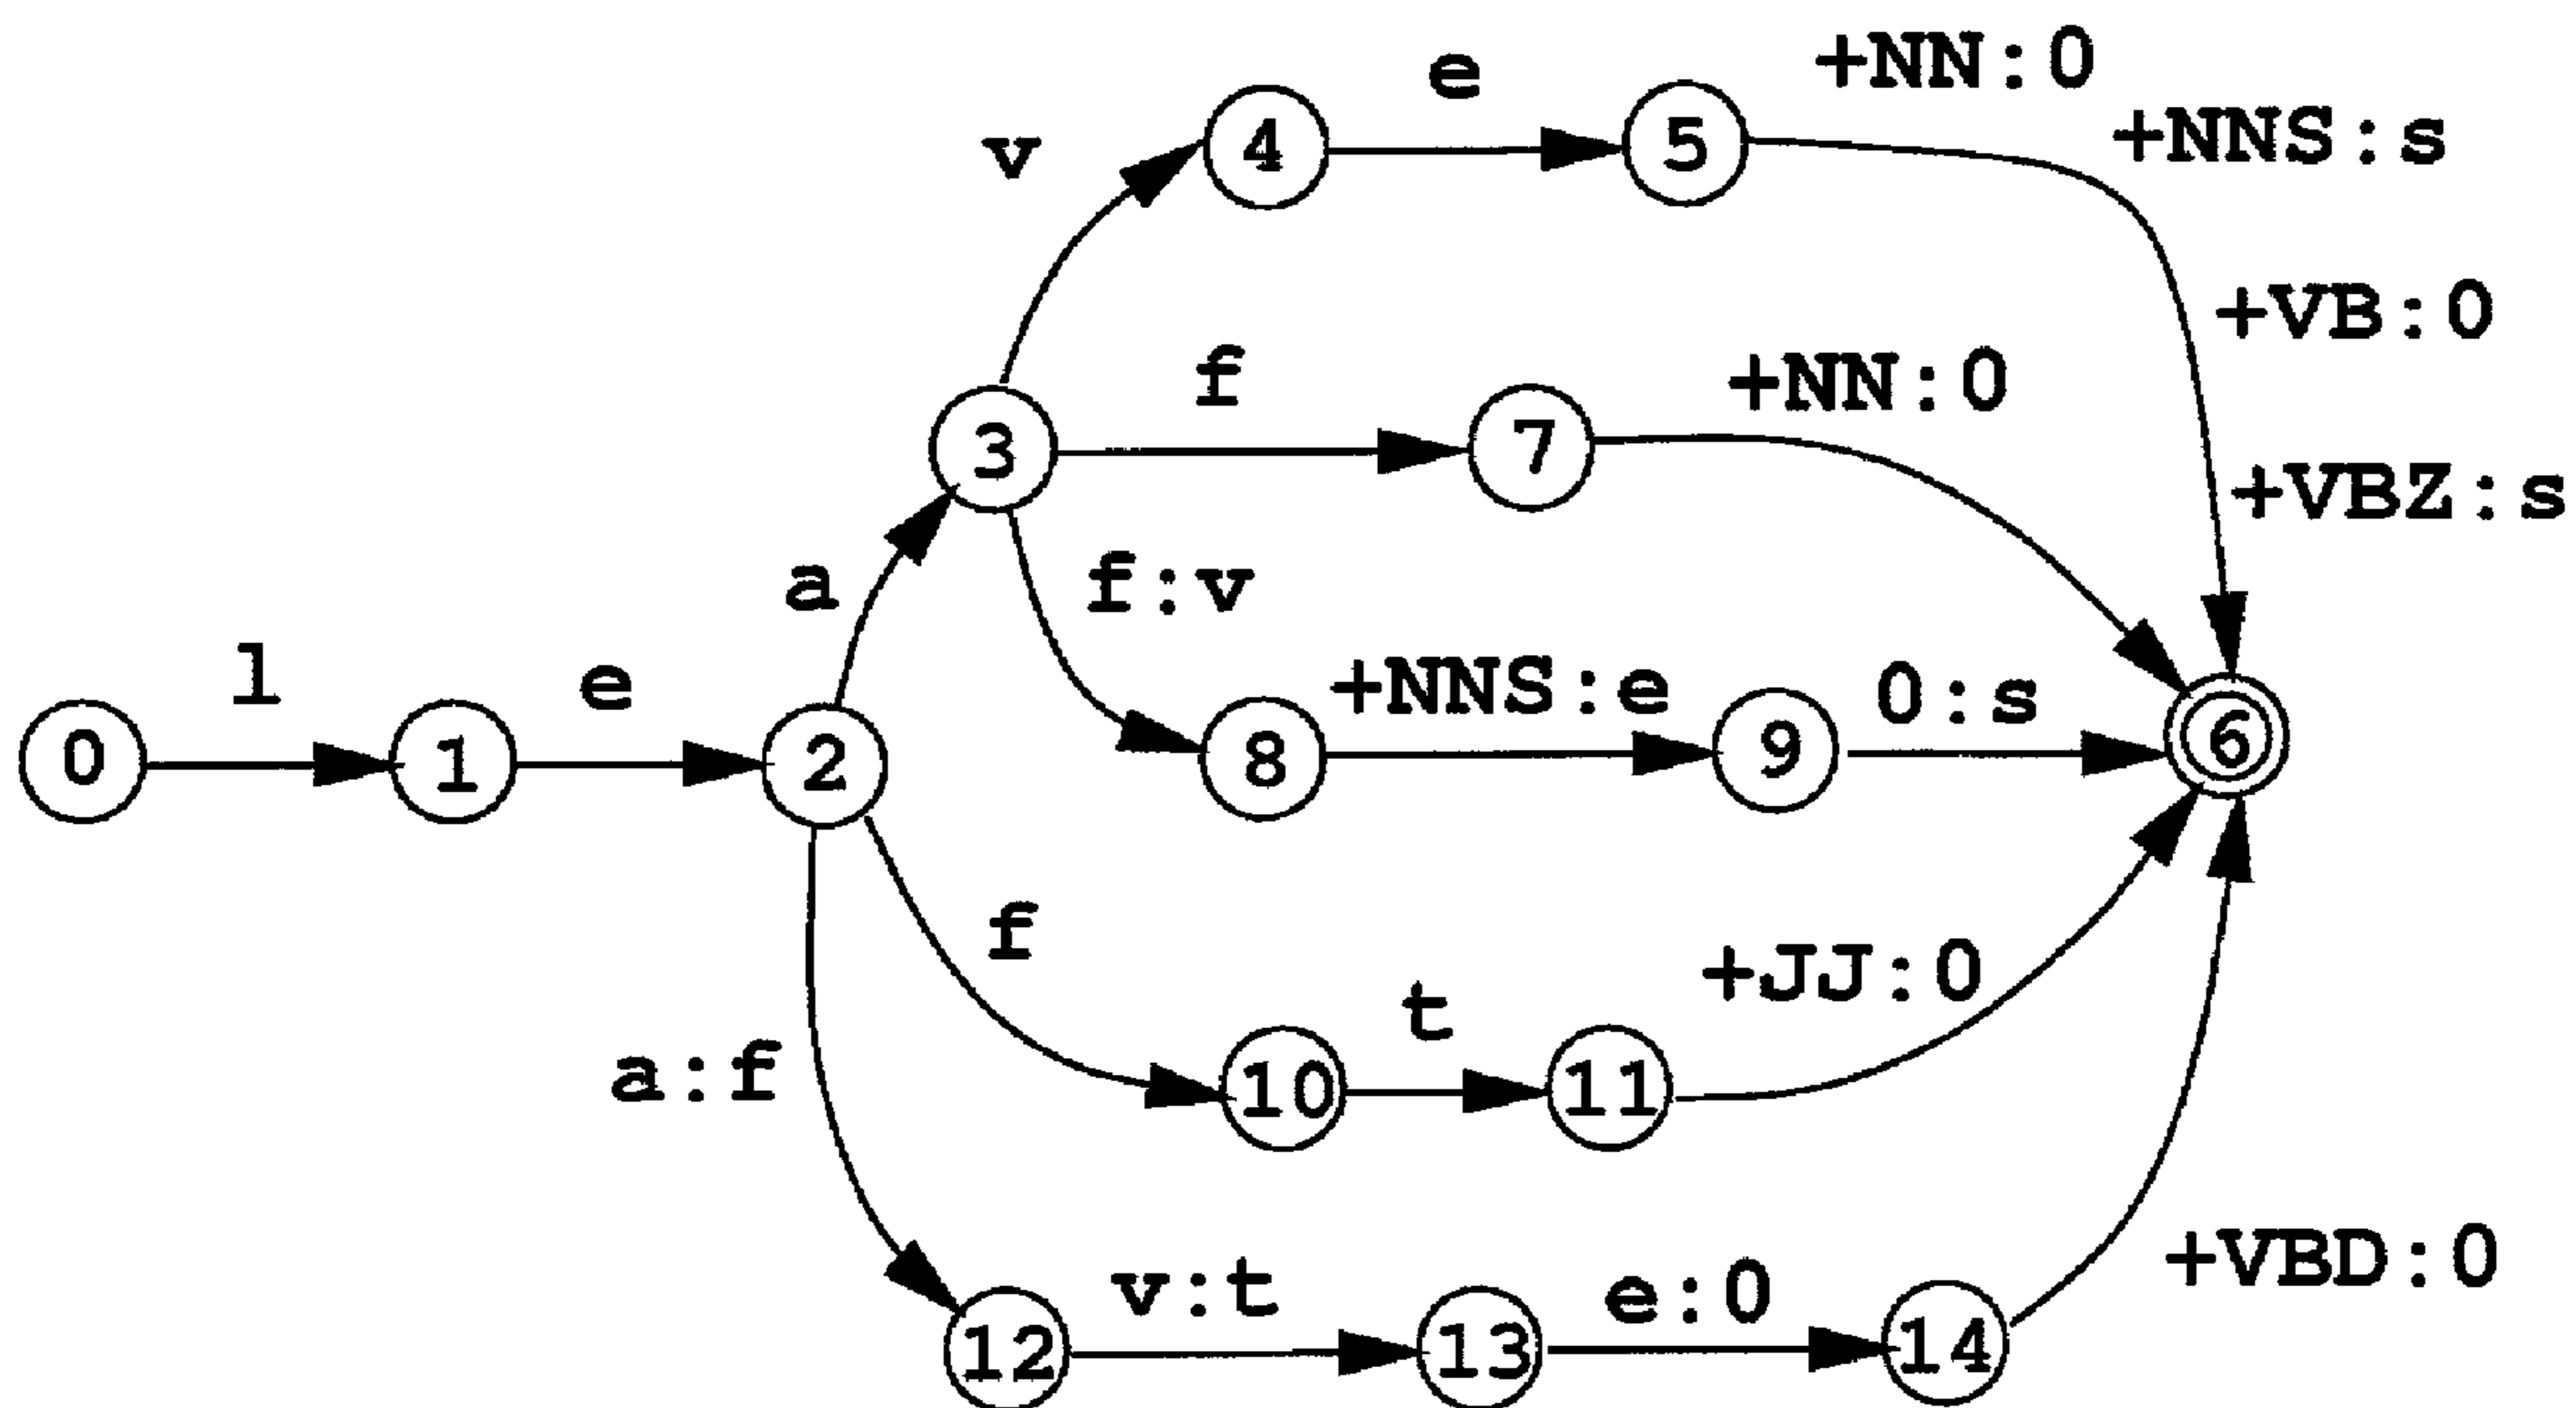 +NN:0
e
+NNS:s
v
4
5
+VB:0
f
+NN:0
3
7
+VBZ:s
a
f:v
l
e
+NNS:e
0:s
0
1
2
8
9
6
f
t
+JJ:0
a:f
10
11
v:t
e:0
+VBD:0
12
13
14